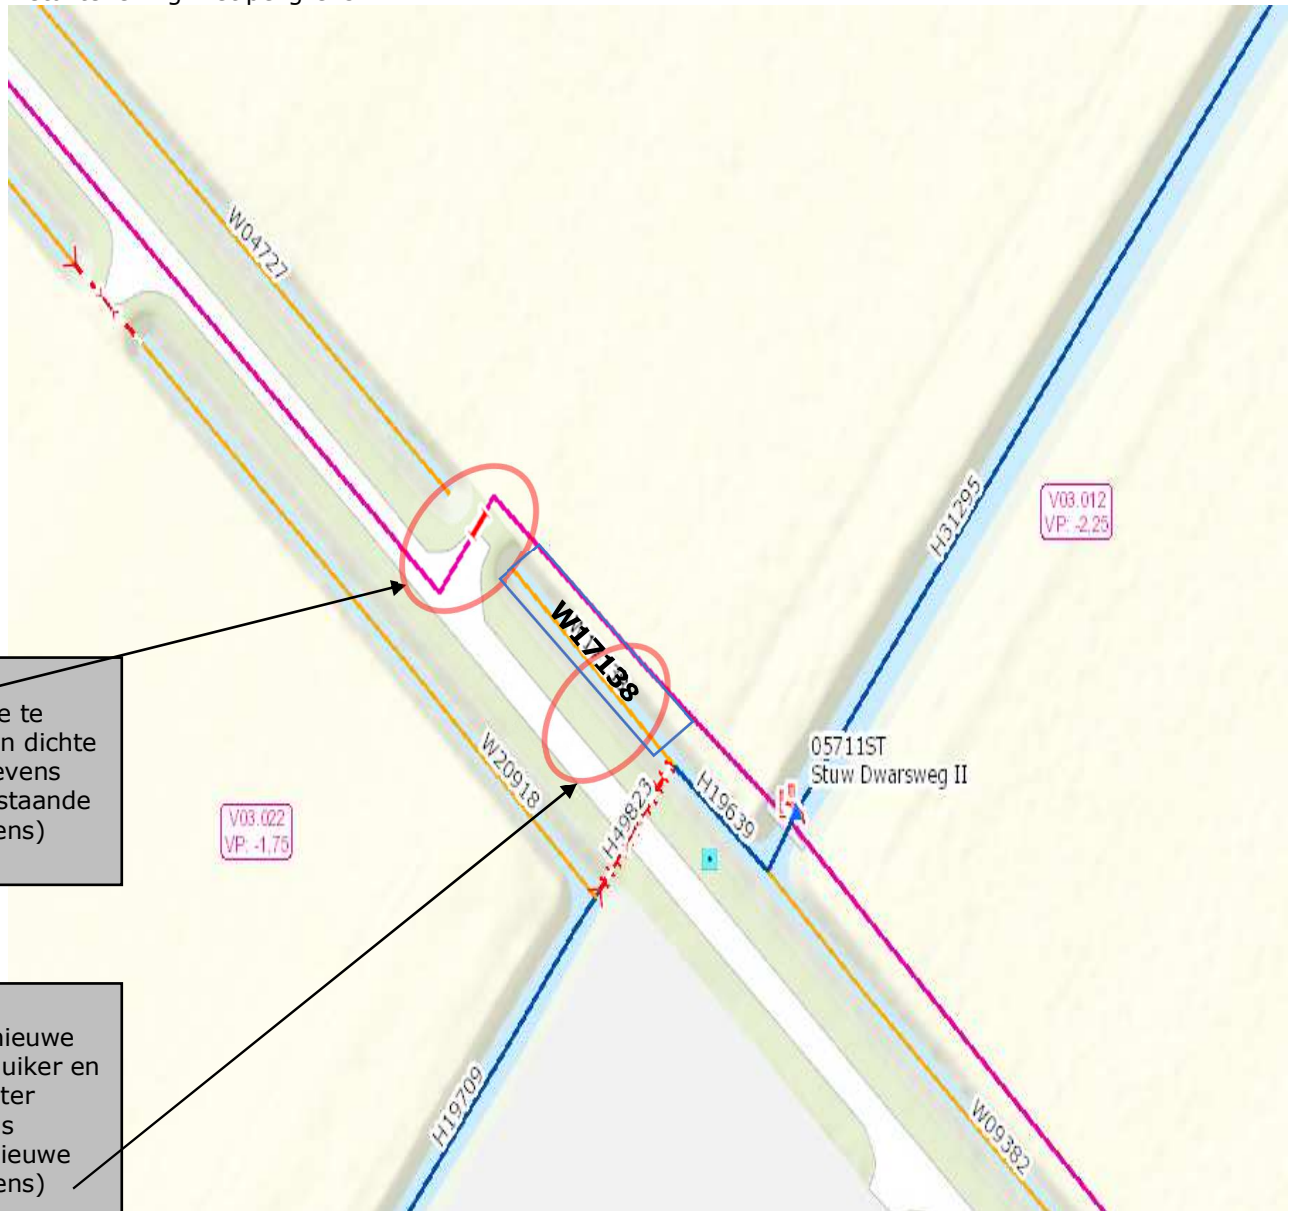 W04727
V03.012
VP: -2,25
H31295
W17138
e te
n dichte
evens
staande
ens)
05711ST
Stuw Dwarsweg II
W20918
H19639
V03.022
VP: -1,75
H49823
nieuwe
uiker en
ter
s
ieuwe
ens)
H19709
W09382